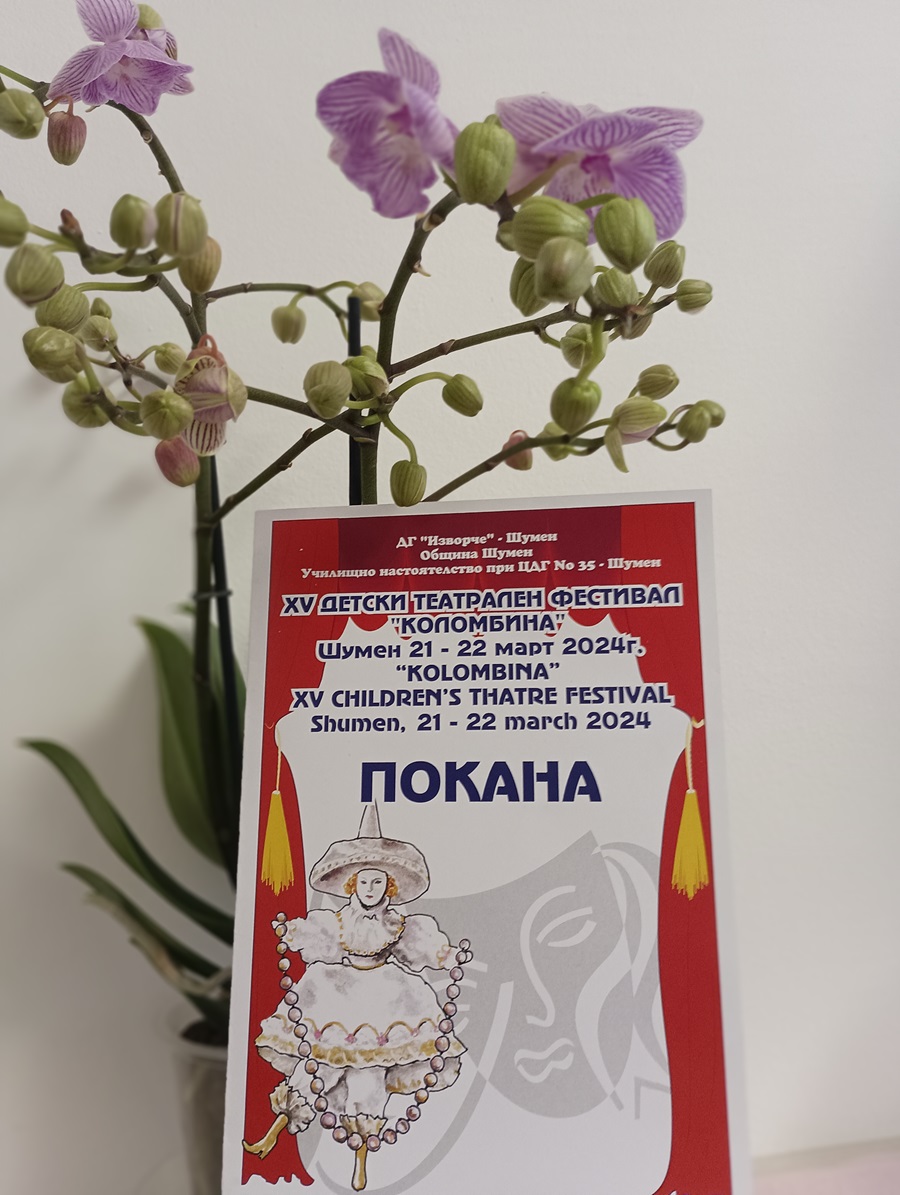 ДГ "Изворче" - Шумен
Община Шумен
Училищно настоятелство при ЦДГ No 35 - Шумен
XV ДЕТСКИ ТЕАТРАЛЕН ФЕСТИВАЛ
"КОЛОМБИНА"
Шумен 21 - 22 март 2024г.
“KOLOMBINA”
XV CHILDREN'S THATRE FESTIVAL
Shumen, 21 - 22 march 2024
ПОКАНА